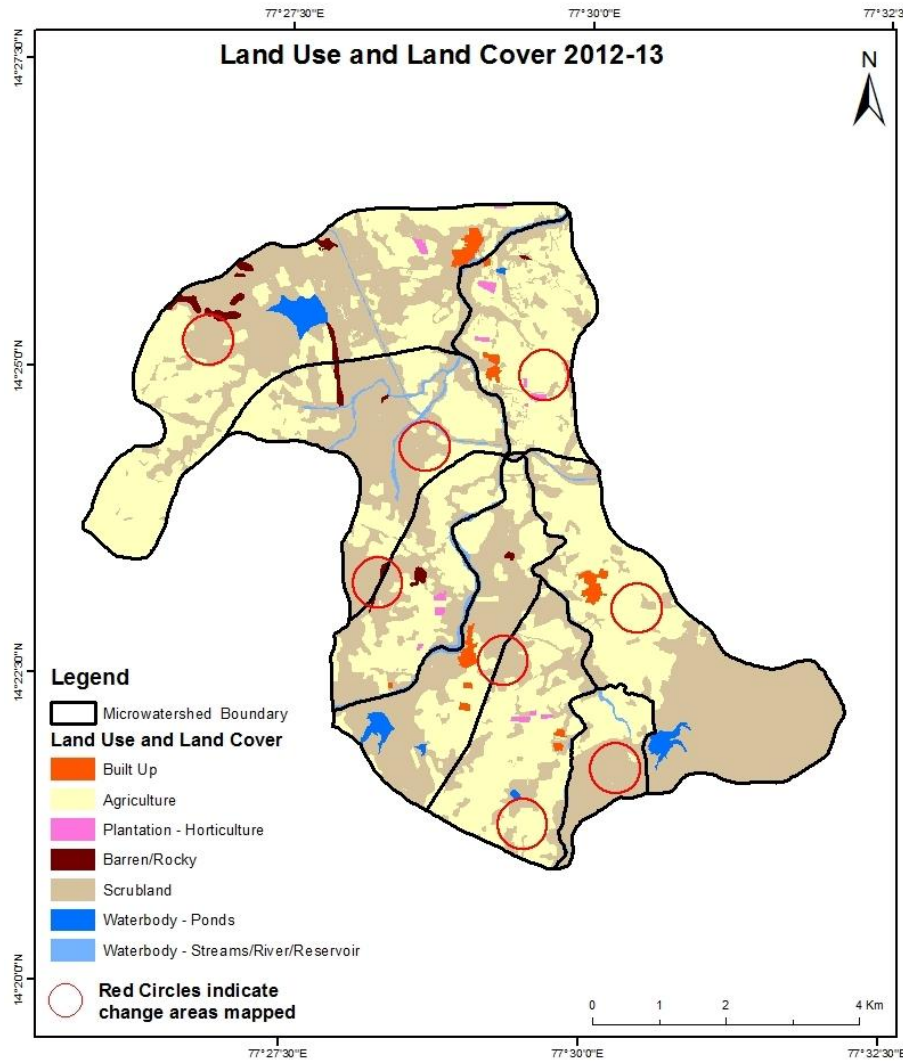 77°27'30"E 77°30'0"E 77°32'3
Land Use and Land Cover 2012-13
N
14°27'30"N
14°25'0"N
14°22'30"N
14°20'0"N
Legend
Microwatershed Boundary
Land Use and Land Cover
Built Up
Agriculture
Plantation - Horticulture
Barren/Rocky
Scrubland
Waterbody - Ponds
Waterbody - Streams/River/Reservoir
Red Circles indicate
change areas mapped
0 1 2 4 Km
77°27'30"E 77°30'0"E 77°32'30"E